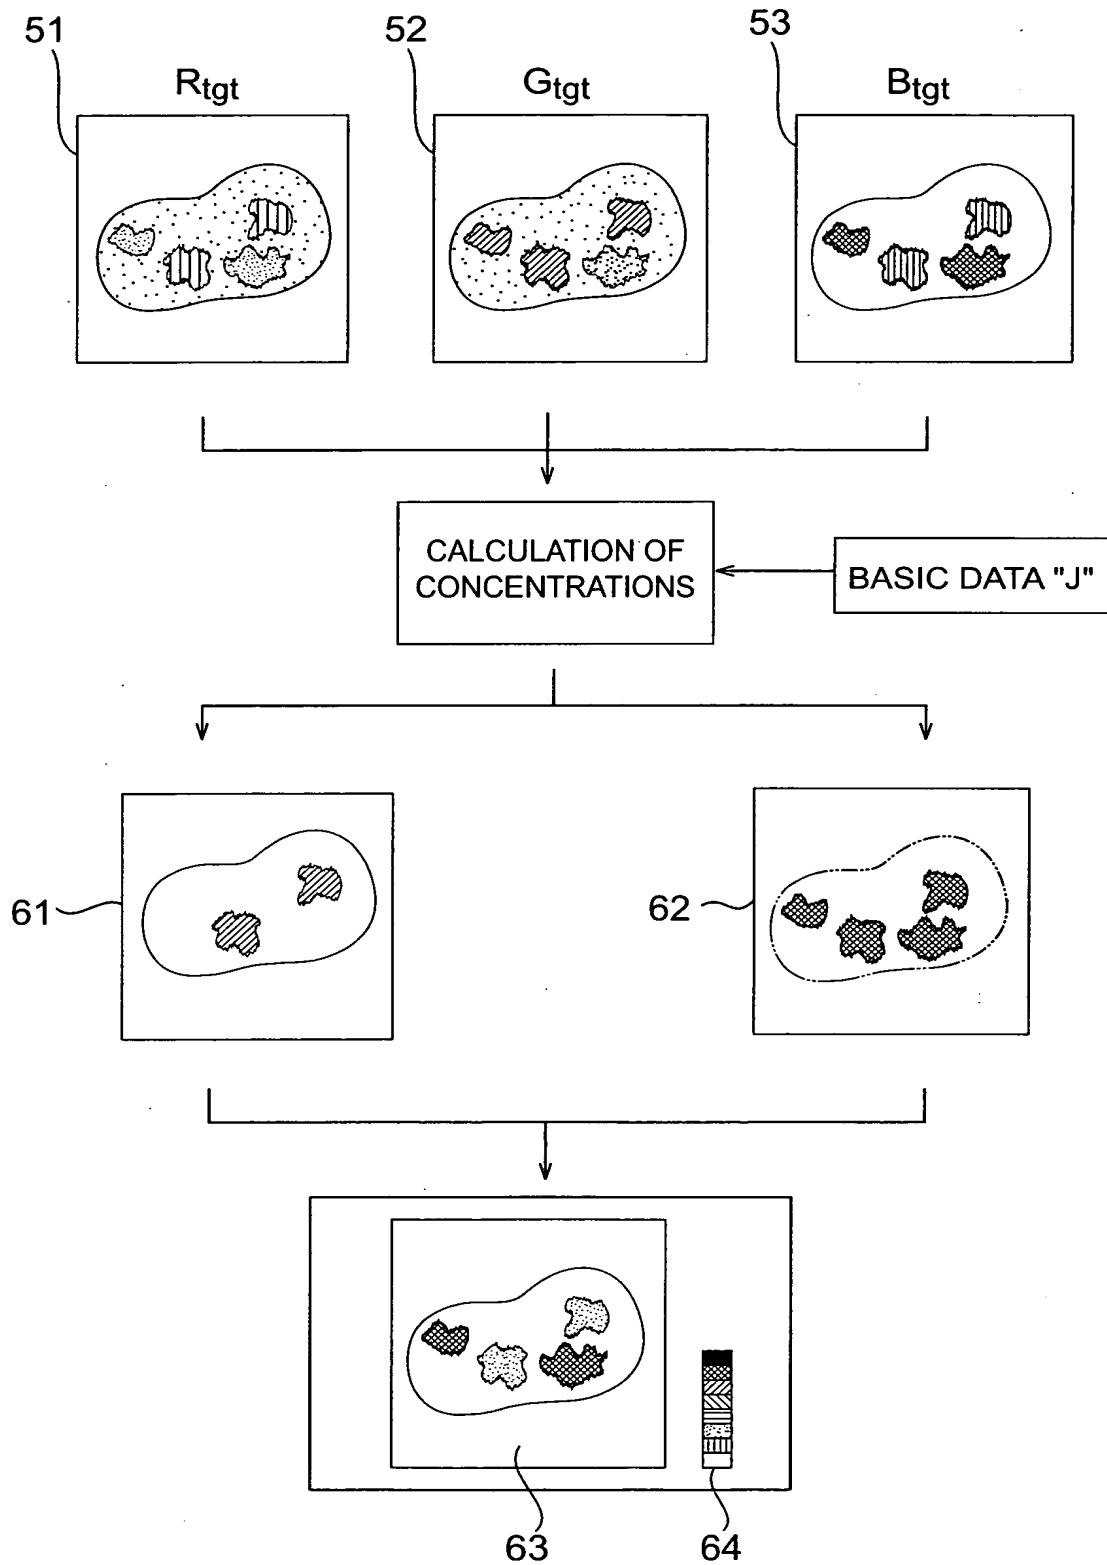 51
52
53
Rtgt
Gtgt
Btgt
CALCULATION OF
CONCENTRATIONS
BASIC DATA "J"
61
62
63
64